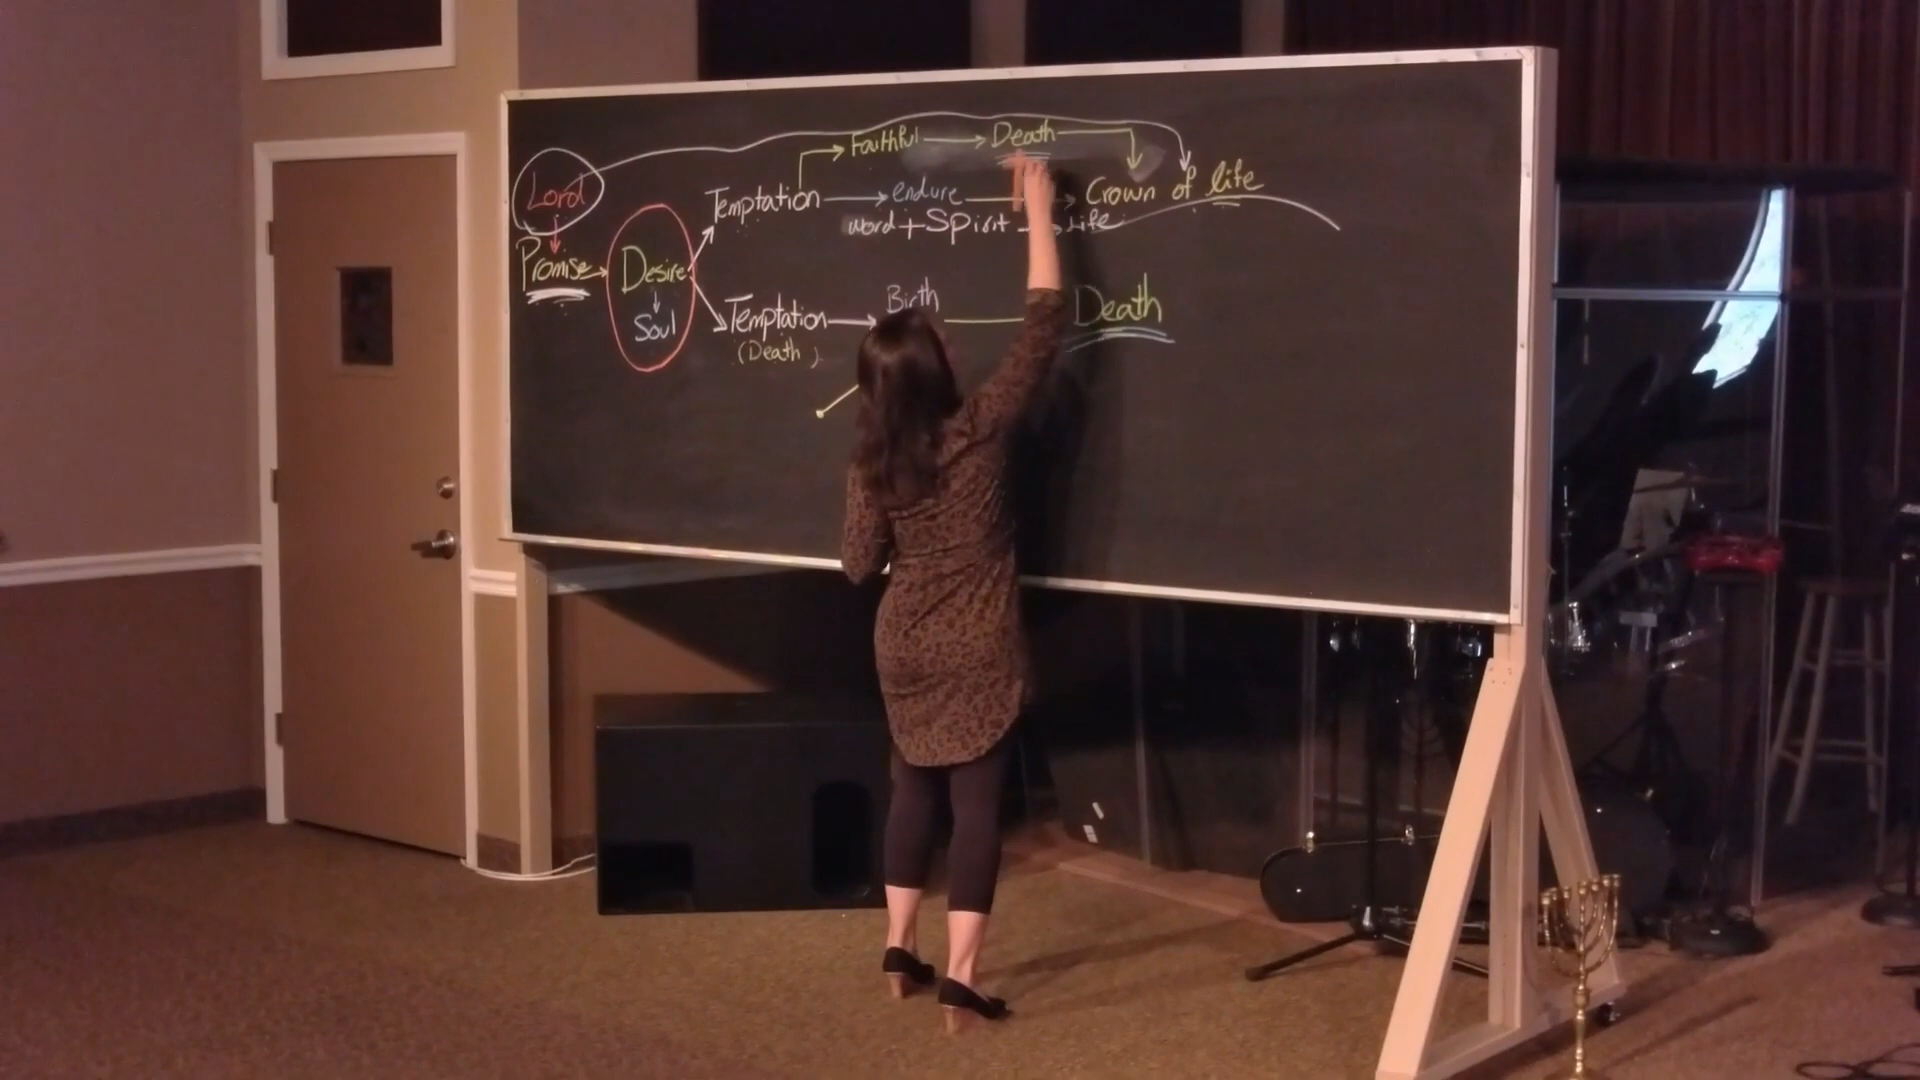 Faithful Death
Lord Temptation endure Crown of life
word + Spirit Life
Promise Desire
Soul
Temptation Birth Death
(Death)